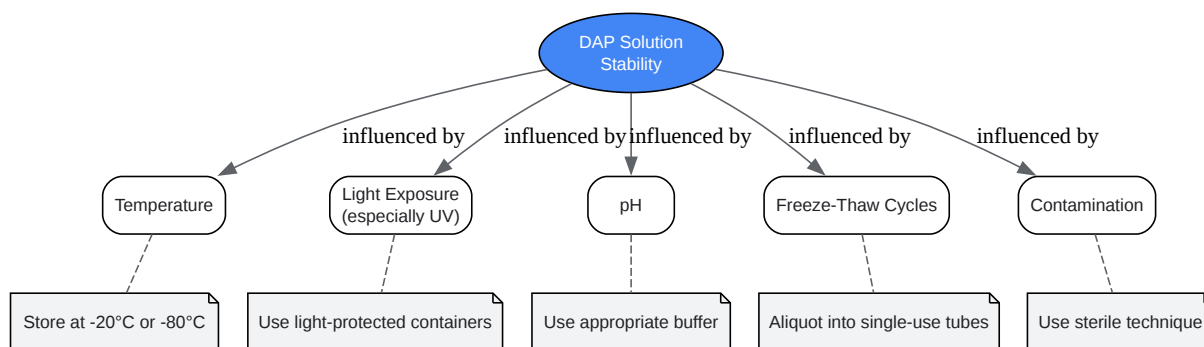 DAP Solution
Stability
influenced by
influenced by
influenced by
influenced by
influenced by
Temperature
Light Exposure
(especially UV)
pH
Freeze-Thaw Cycles
Contamination
Store at -20°C or -80°C
Use light-protected containers
Use appropriate buffer
Aliquot into single-use tubes
Use sterile technique